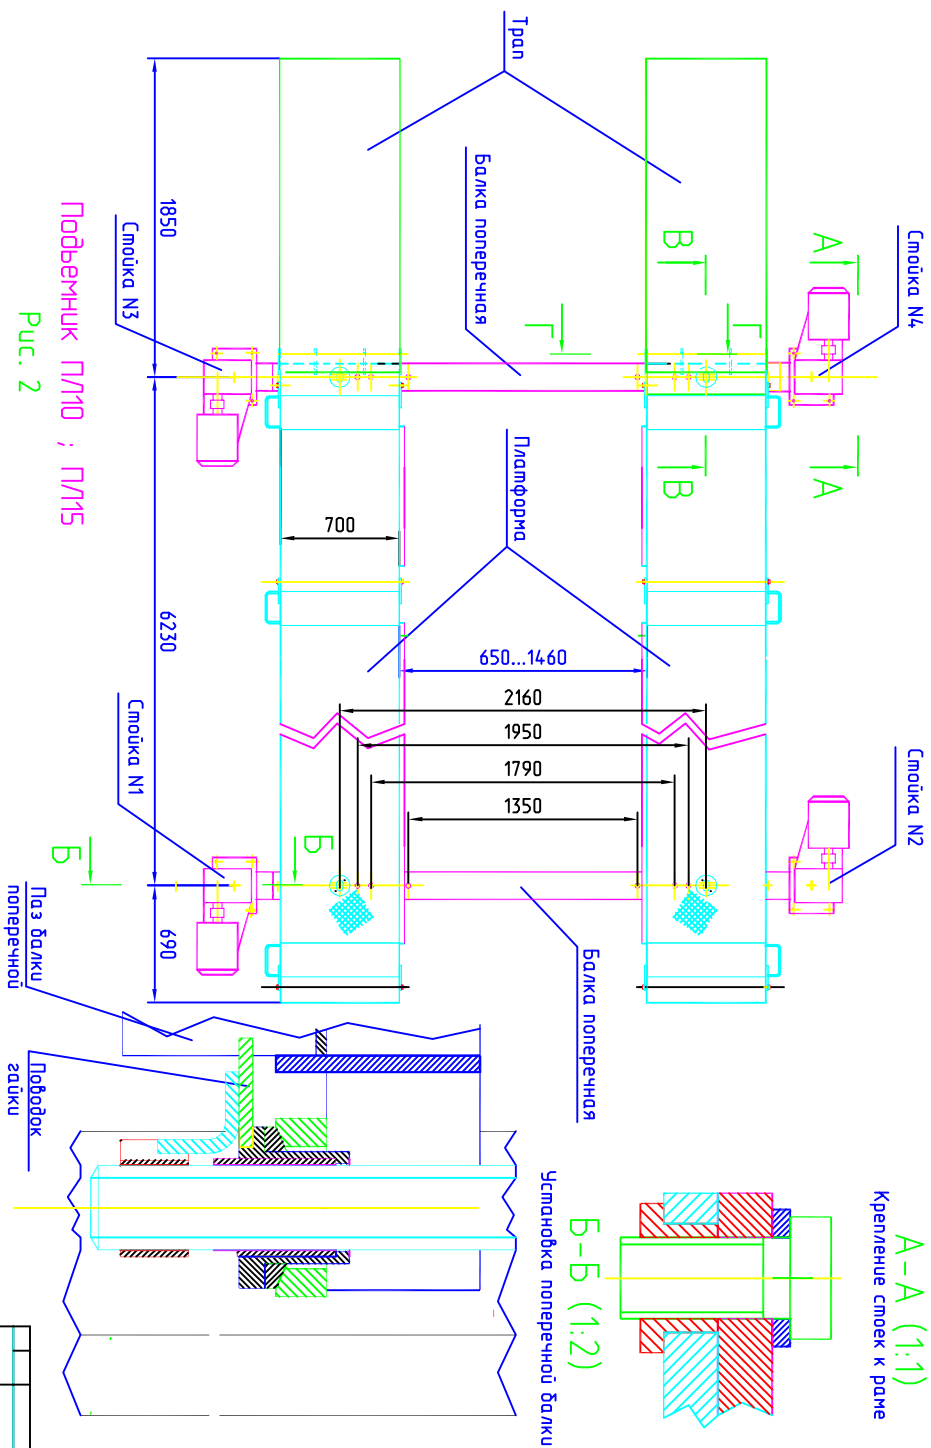 А-А (1:1)
Крепление стоек к раме
Стойка N4
Стойка N2
А
А
В
В
Балка поперечная
Установка поперечной балки
Б-Б (1:2)
Трап
Балка поперечная
Г
Г
Платформа
700
650...1460
2160
1950
1790
1350
Б
Б
1850
6230
690
Стойка N3
Стойка N1
Паз балки
поперечной
Поводок
гайки
Подьемник ПЛ10 ; ПЛ15
Рис. 2